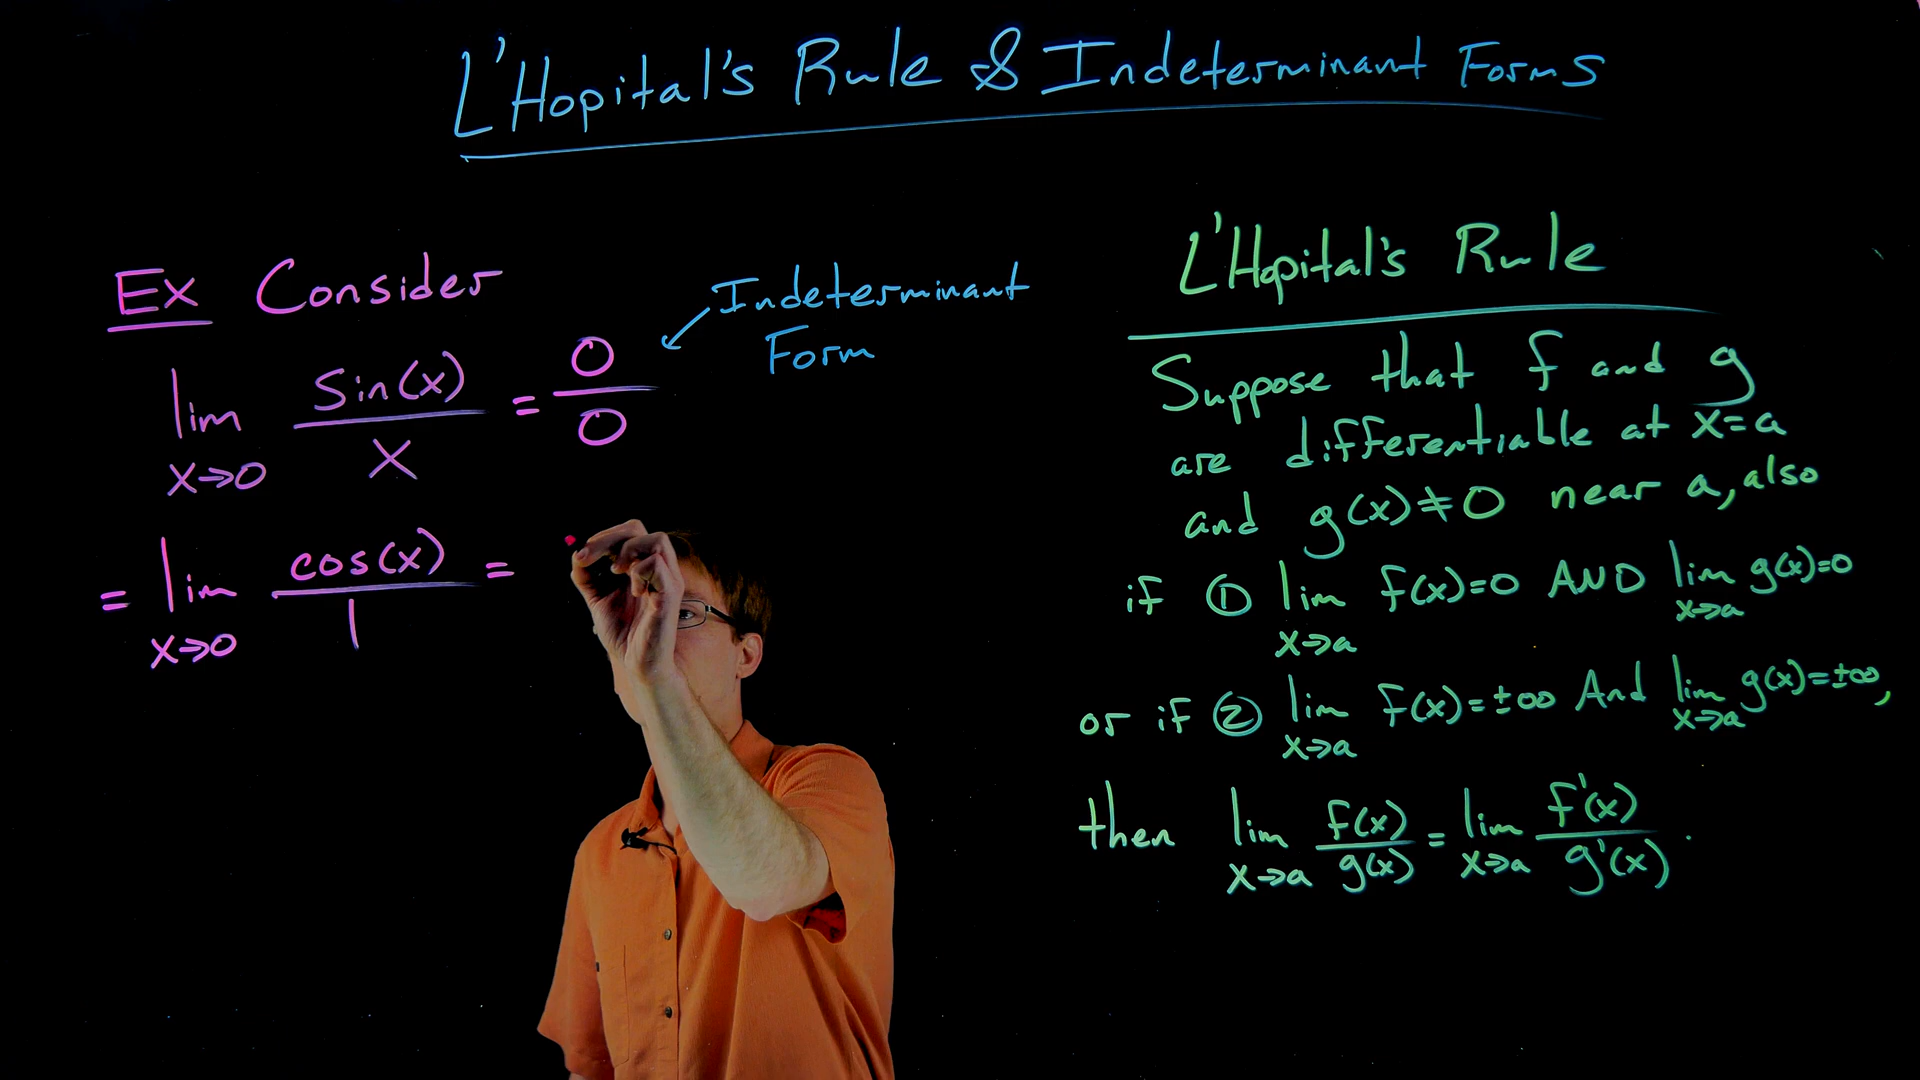 L'Hopital's Rule & Indeterminant Forms
Ex Consider
lim x→0 Sin(x)/x = 0/0
Indeterminant
Form
= lim x→0 cos(x)/1 =
L'Hopital's Rule
Suppose that f and g
are differentiable at x=a
and g(x)≠0 near a, also
if ① lim x→a f(x)=0 AND lim x→a g(x)=0
or if ② lim x→a f(x)=±∞ And lim x→a g(x)=±∞,
then lim x→a f(x)/g(x) = lim x→a f'(x)/g'(x).